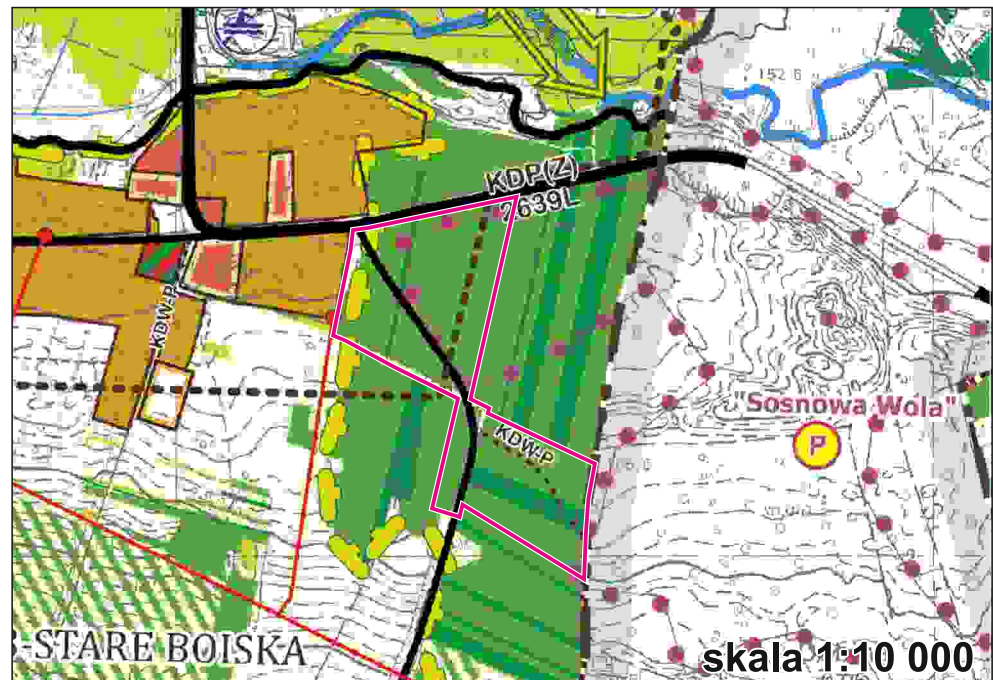 152 6
KDP(Z)
2639L
KDW-P
"Sosnowa Wola"
P
KDW-P
-STARE BOISKA
skala 1:10 000